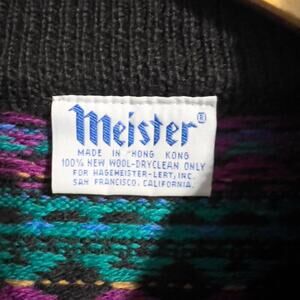 Meister®
MADE IN HONG KONG
100% NEW WOOL-DRYCLEAN ONLY
FOR HAGEMEISTER-LERT, INC.
SAN FRANCISCO, CALIFORNIA.